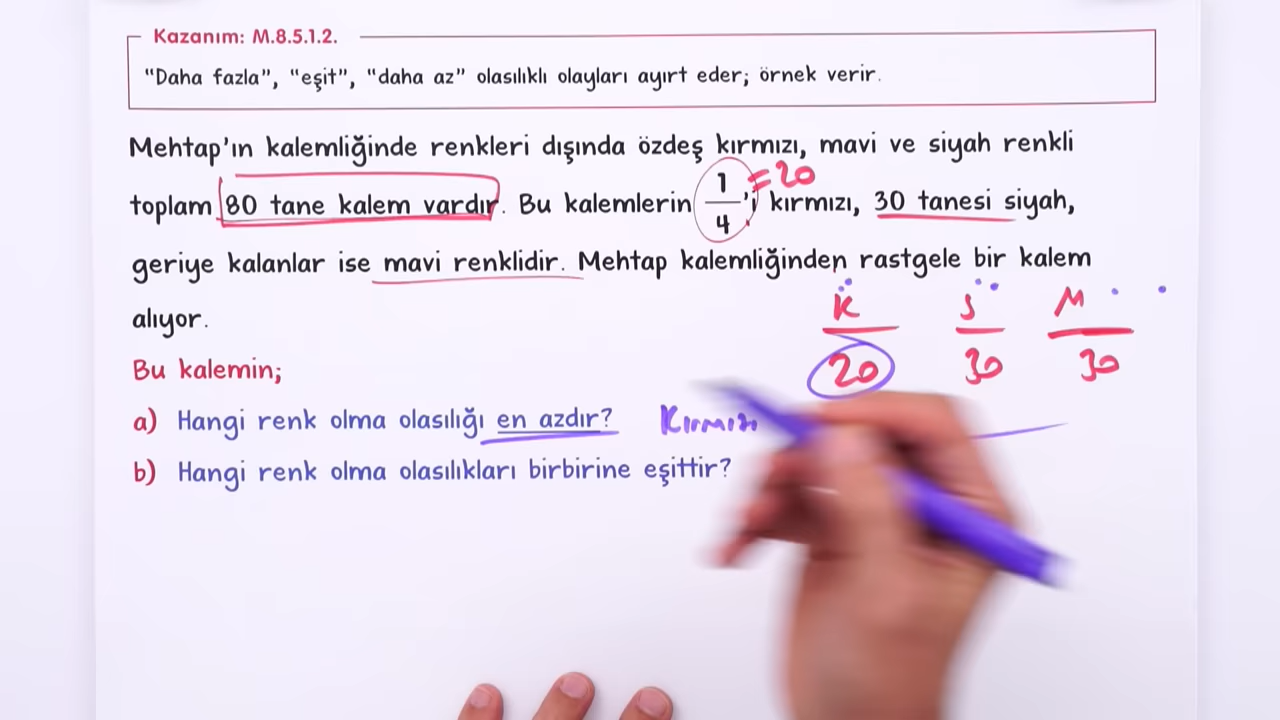 Kazanım: M.8.5.1.2.
"Daha fazla", "eşit", "daha az" olasılıklı olayları ayırt eder; örnek verir.
Mehtap'ın kalemliğinde renkleri dışında özdeş kırmızı, mavi ve siyah renkli
toplam 80 tane kalem vardır. Bu kalemlerin 1/4'i kırmızı, 30 tanesi siyah,
= 20
geriye kalanlar ise mavi renklidir. Mehtap kalemliğinden rastgele bir kalem
alıyor.
K S M
20 30 30
Bu kalemin;
a) Hangi renk olma olasılığı en azdır? Kırmızı
b) Hangi renk olma olasılıkları birbirine eşittir?